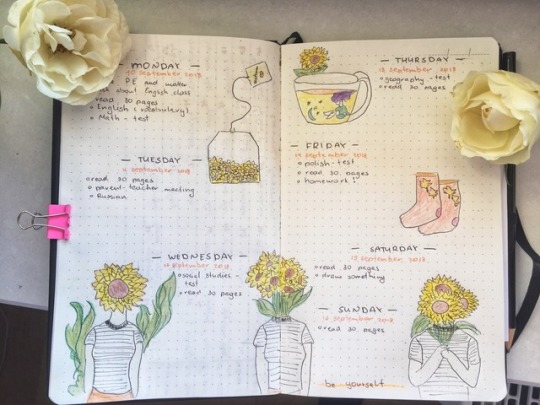 — MONDAY —
10 september 2018
PE and matter
about English class
read 30 pages
English (vocabulary)
Math - test
— TUESDAY —
11 september 2018
read 30 pages
parent-teacher meeting
Russian
— WEDNESDAY —
12 september 2018
social studies -
test
read 30 pages
— THURSDAY —
13 september 2018
geography - test
read 30 pages
— FRIDAY —
14 september 2018
polish - test
read 30 pages
homework
— SATURDAY —
15 september 2018
read 30 pages
draw something
— SUNDAY —
16 september 2018
read 30 pages
be yourself